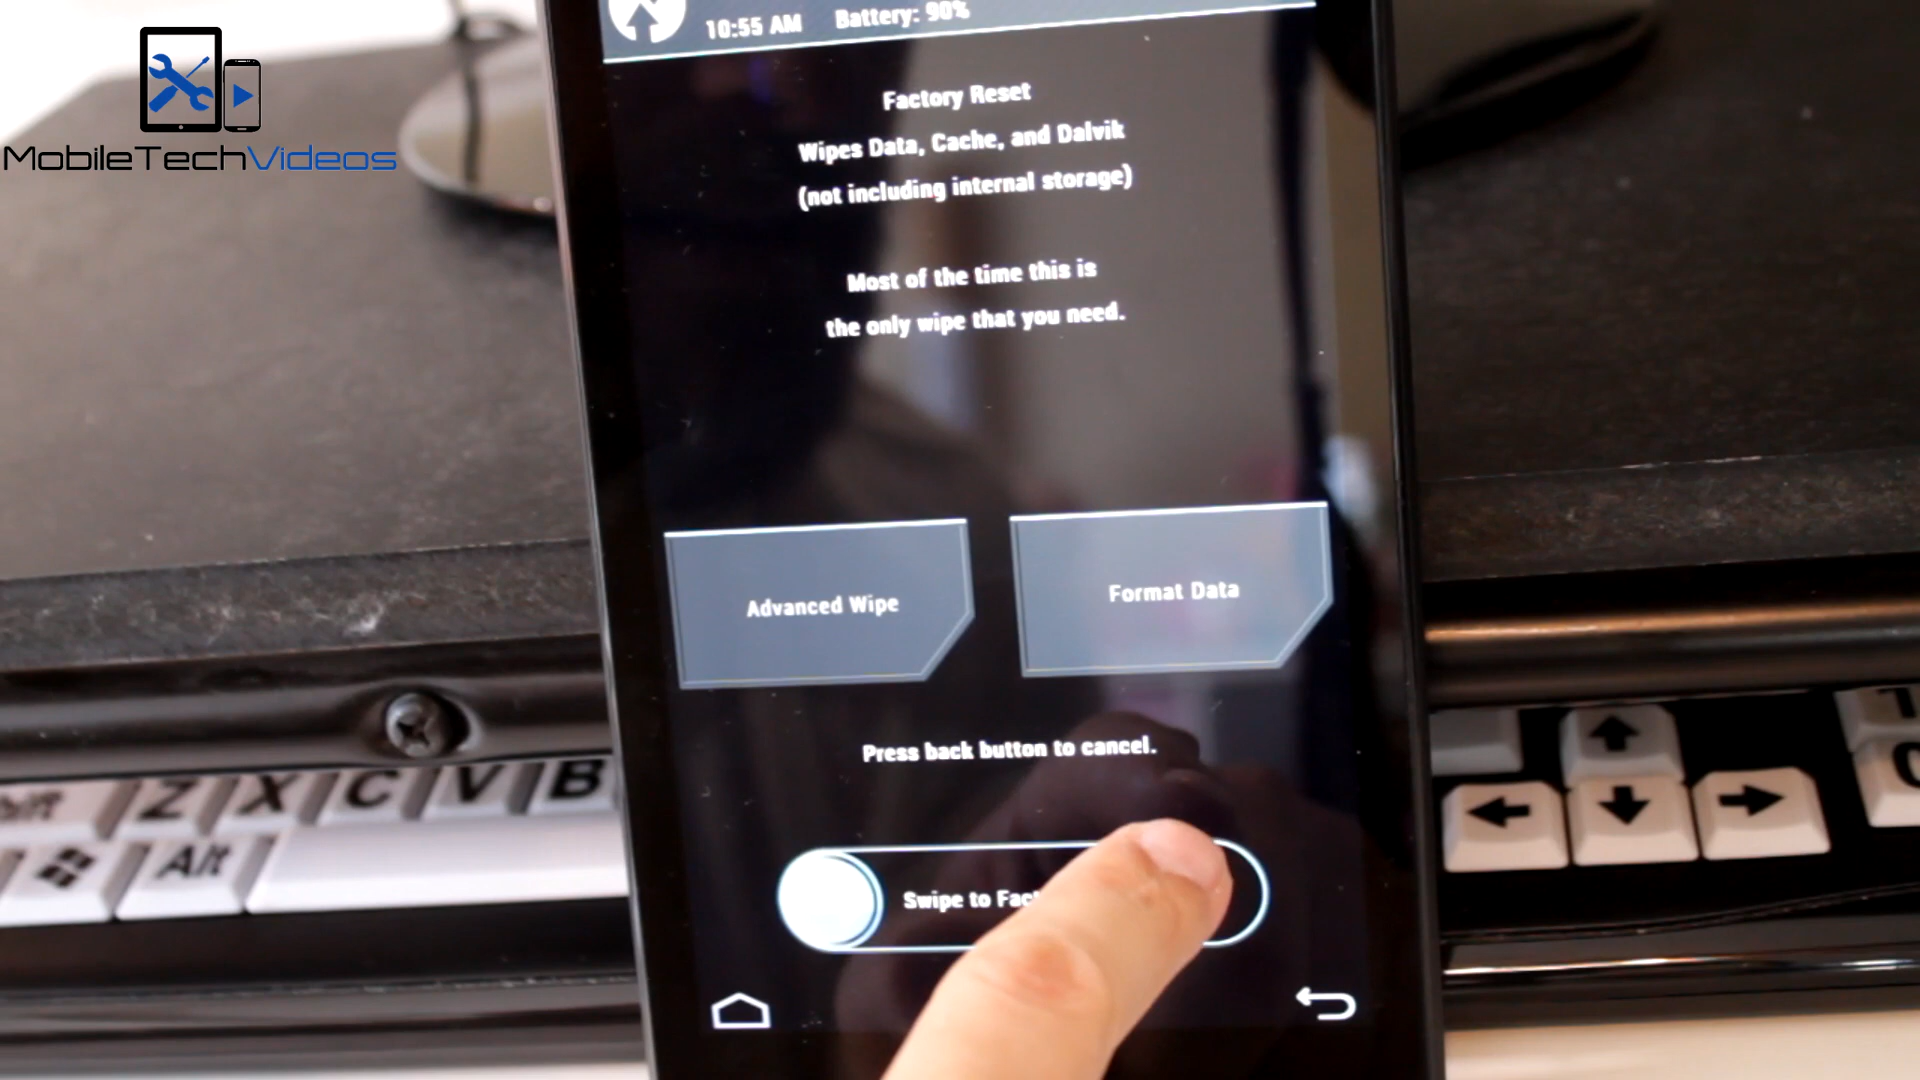 10:55 AM Battery: 90%
MobileTechVideos
Factory Reset
Wipes Data, Cache, and Dalvik
(not including internal storage)
Most of the time this is
the only wipe that you need.
Advanced Wipe
Format Data
Press back button to cancel.
Swipe to
Z X C V B
Alt